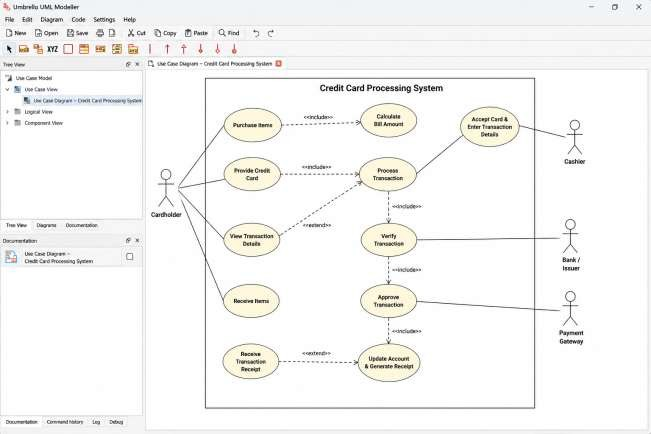 Umbrello UML Modeller
File Edit Diagram Code Settings Help
New Open Save Cut Copy Paste Find
XYZ
Tree View
Use Case Diagram – Credit Card Processing System
Use Case Model
Use Case View
Use Case Diagram – Credit Card Processing System
Logical View
Component View
Tree View Diagrams Documentation
Documentation
Use Case Diagram –
Credit Card Processing System
Documentation Command history Log Debug
Credit Card Processing System
Purchase Items
<<include>>
Calculate
Bill Amount
Accept Card &
Enter Transaction
Details
Cashier
Provide Credit
Card
<<include>>
Process
Transaction
Cardholder
<<include>>
<<extend>>
View Transaction
Details
Verify
Transaction
Bank /
Issuer
<<include>>
Receive Items
Approve
Transaction
Payment
Gateway
<<include>>
Receive
Transaction
Receipt
<<extend>>
Update Account
& Generate Receipt